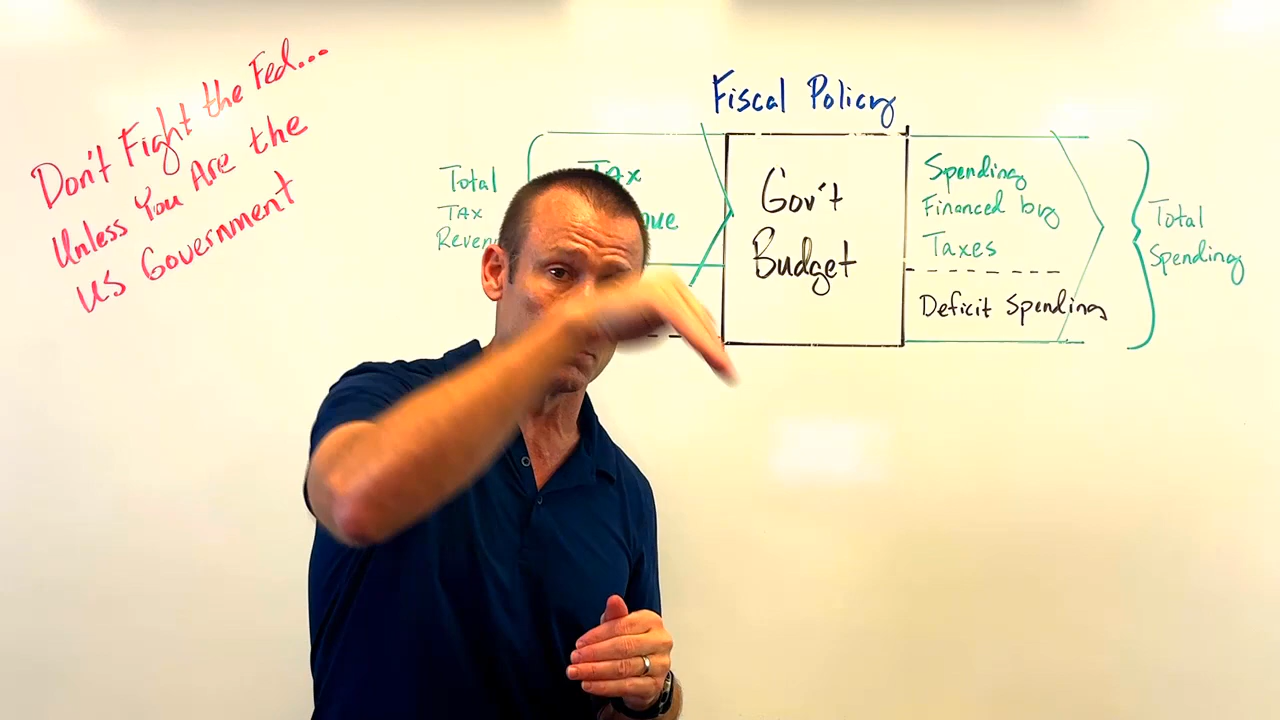 Don't Fight the Fed...
Unless You Are the
US Government
Fiscal Policy
Total
TAX
Tax
Gov't
Budget
Spending
Financed by
Taxes
Deficit Spending
Total
Spending